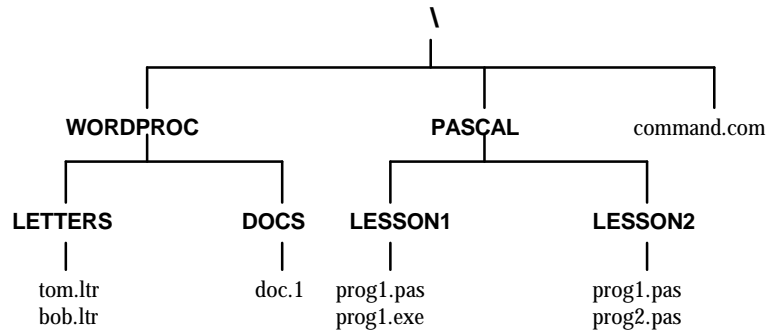 \
WORDPROC PASCAL command.com
LETTERS DOCS LESSON1 LESSON2
tom.ltr doc.1 prog1.pas prog1.pas
bob.ltr prog1.exe prog2.pas